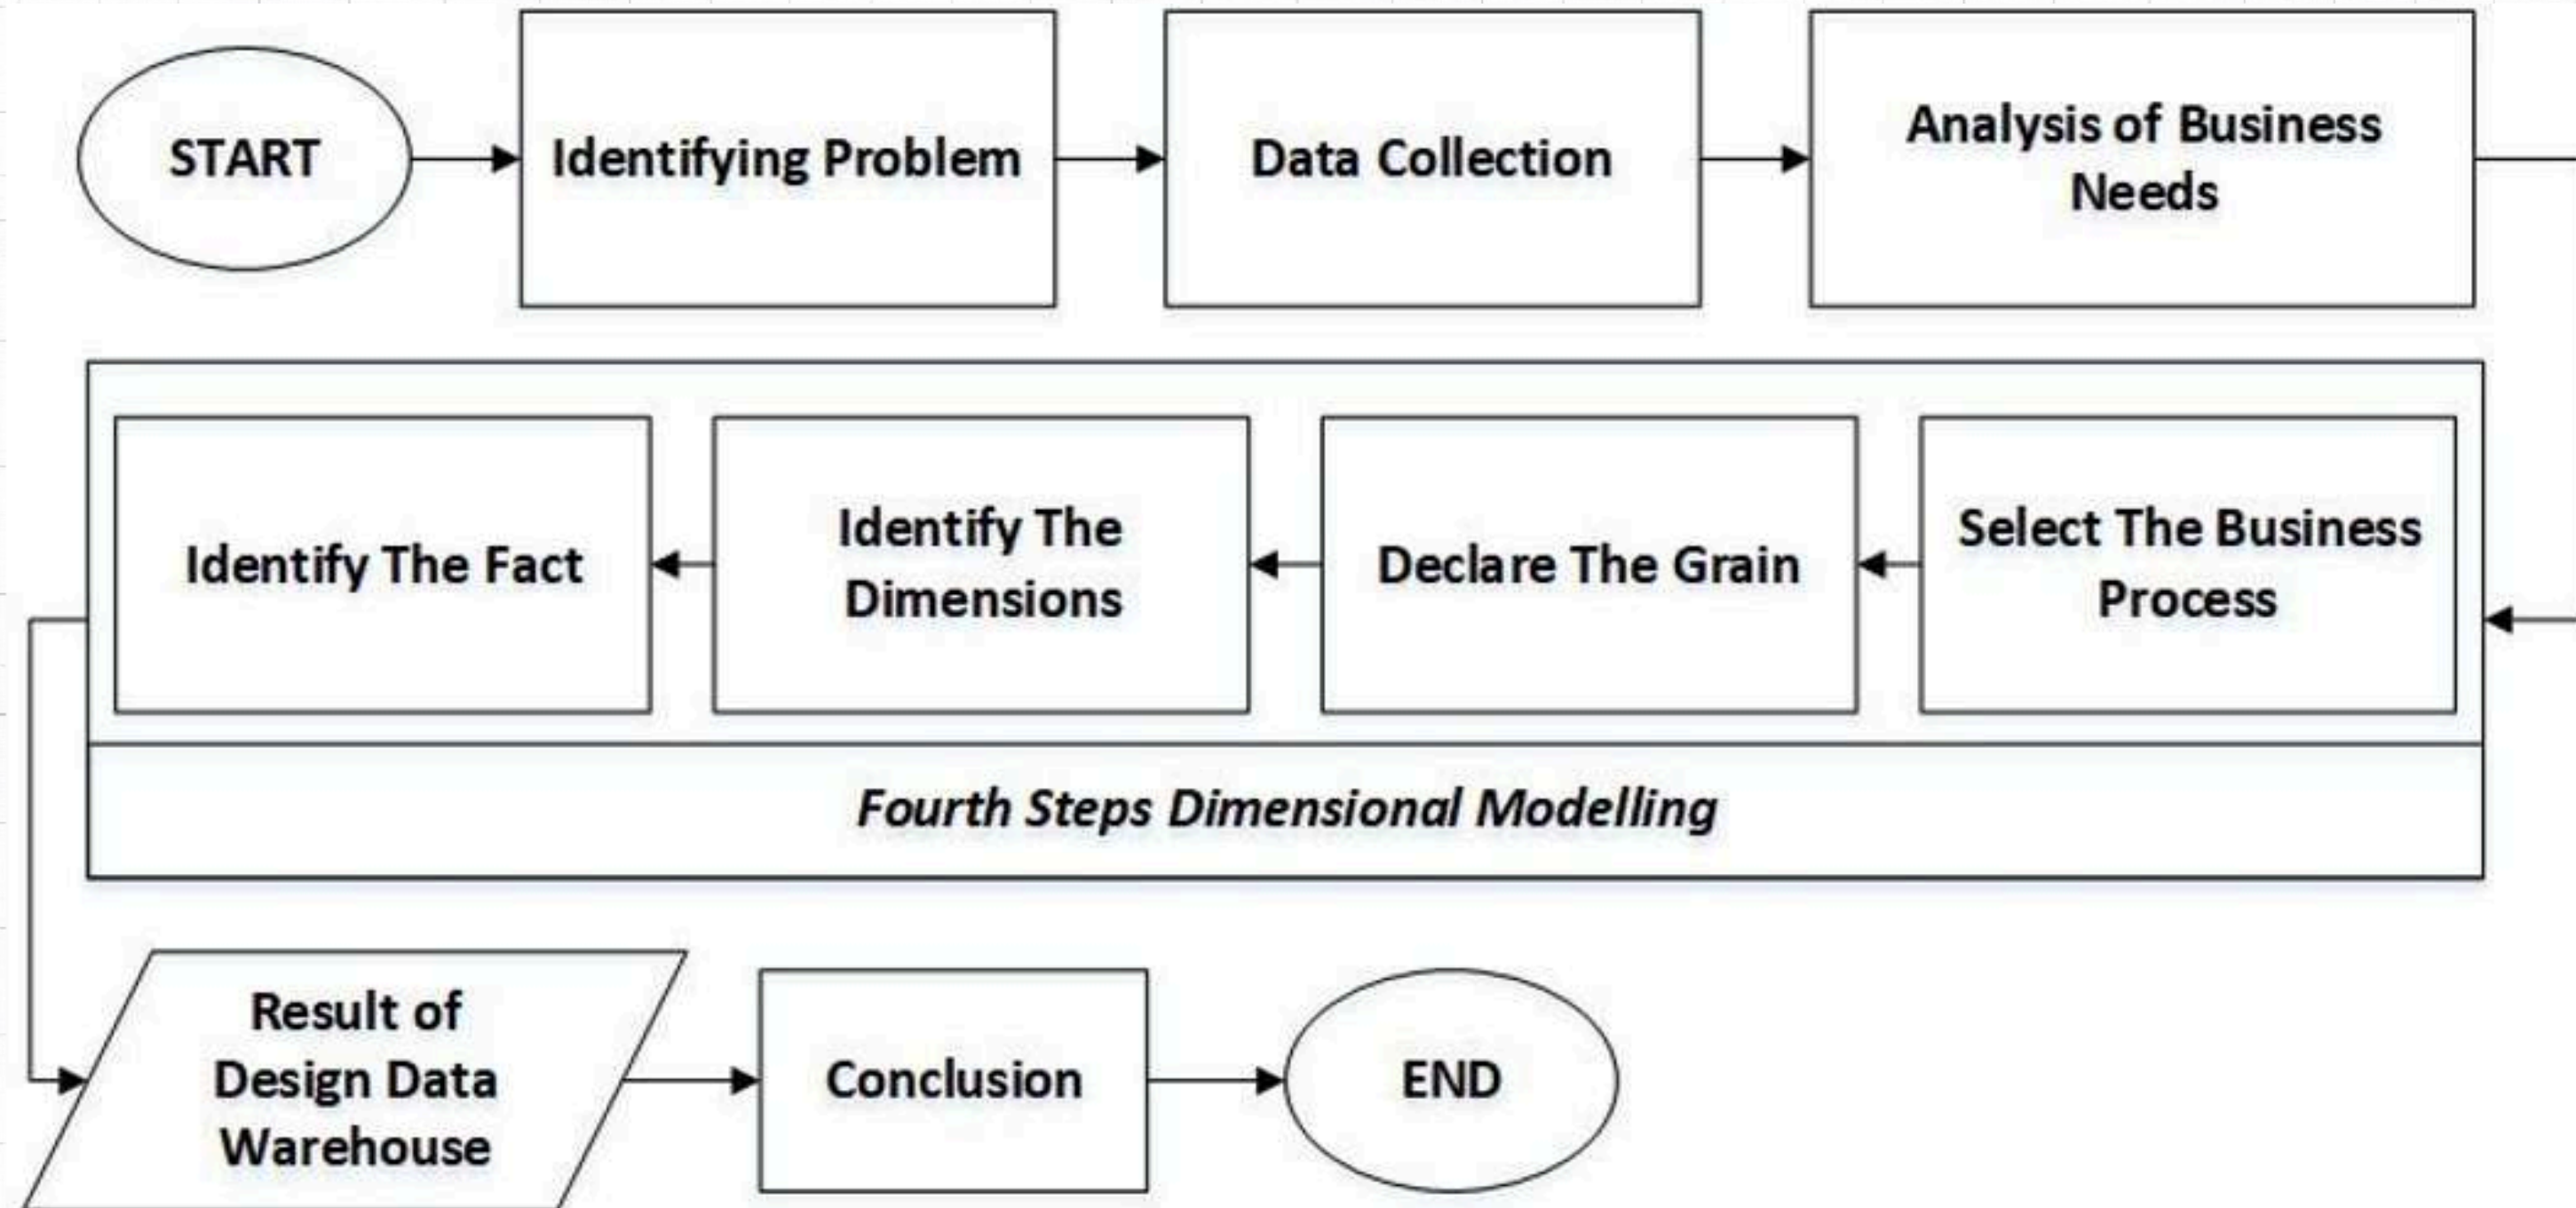 START
Identifying Problem
Data Collection
Analysis of Business
Needs
Select The Business
Process
Declare The Grain
Identify The
Dimensions
Identify The Fact
Fourth Steps Dimensional Modelling
Result of
Design Data
Warehouse
Conclusion
END